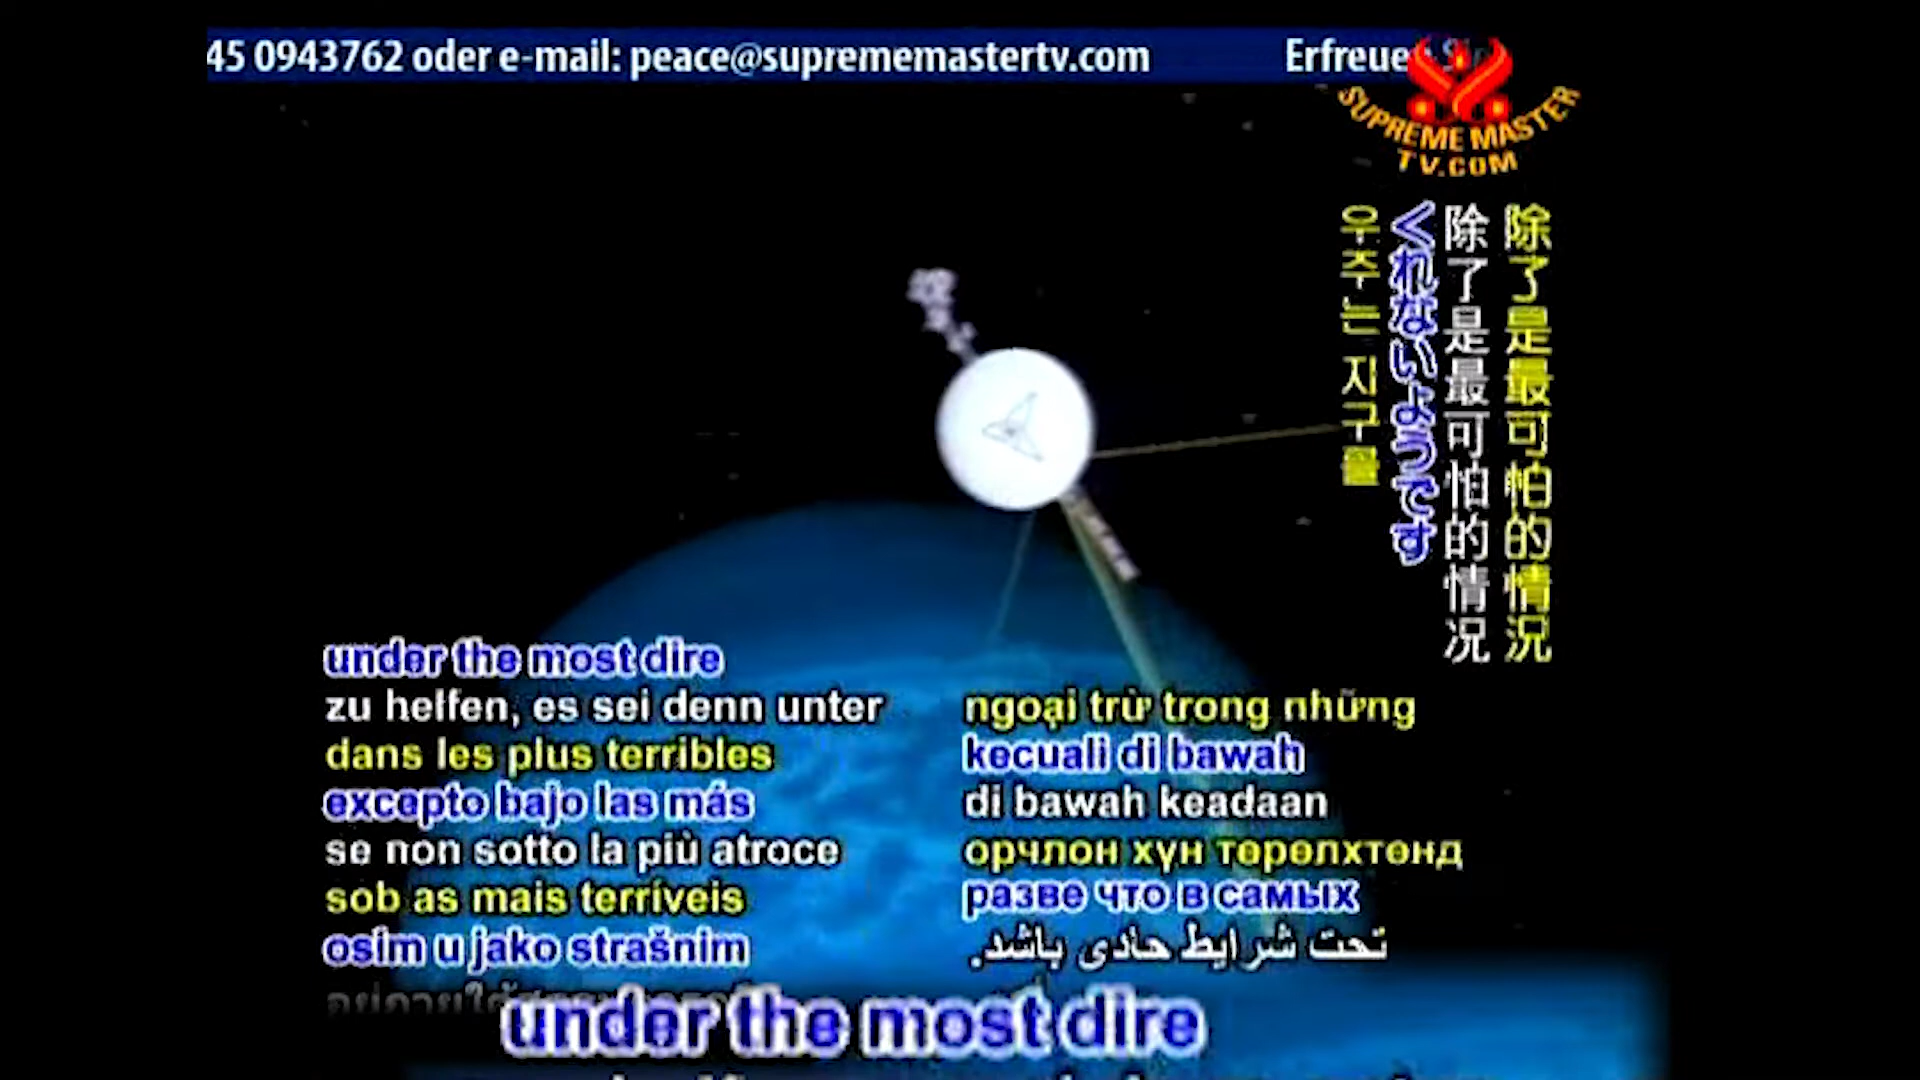 45 0943762 oder e-mail: peace@suprememastertv.com
Erfreue
SUPREME MASTER
TV.COM
除了是最可怕的情況
除了是最可怕的情况
くれないようです
우주는 지구를
under the most dire
zu helfen, es sei denn unter
dans les plus terribles
excepto bajo las más
se non sotto la più atroce
sob as mais terríveis
osim u jako strašnim
ngoại trừ trong những
kecuali di bawah
di bawah keadaan
орчлон хүн төрөлхтөнд
разве что в самых
تحت شرایط حادی باشد.
under the most dire